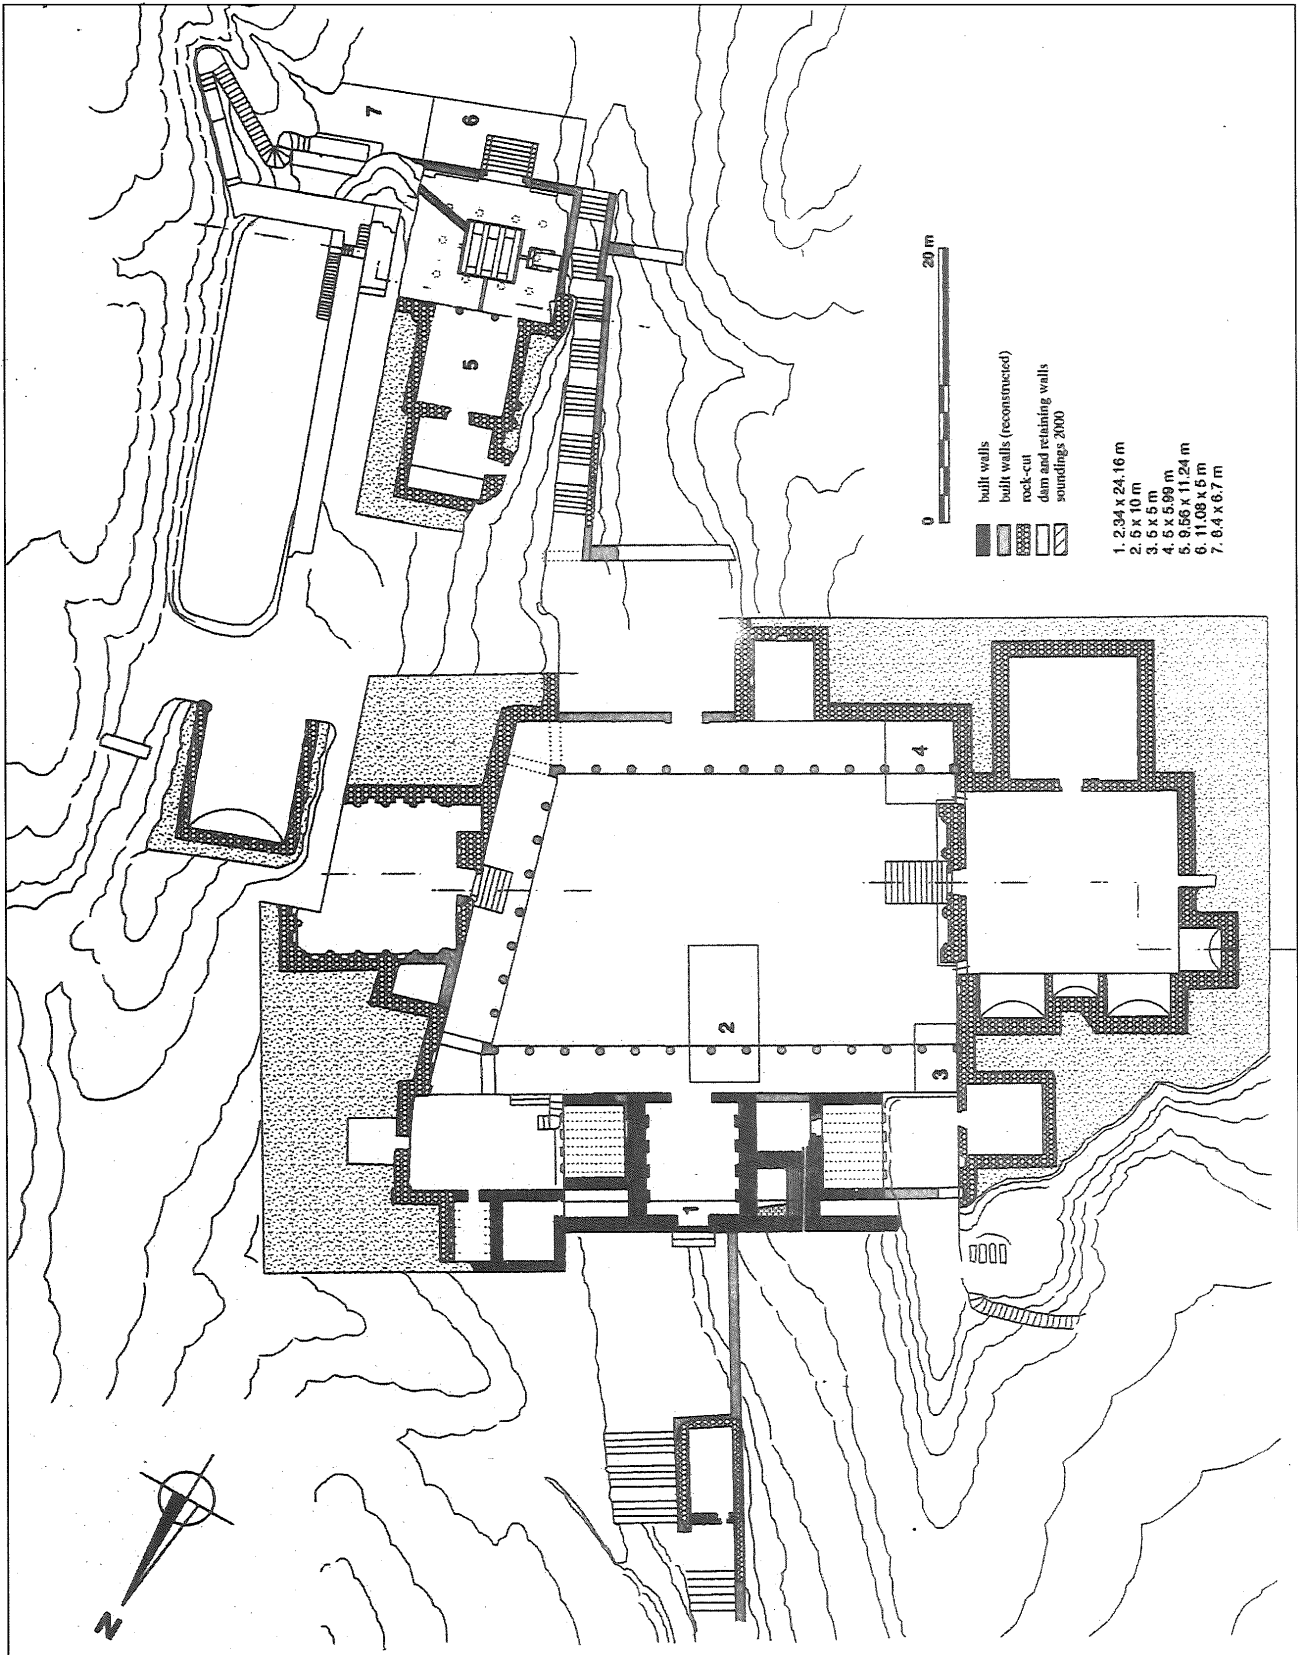 7
6
5
0 20 m
built walls
built walls (reconstructed)
rock-cut
dam and retaining walls
soundings 2000
1. 2.34 x 24.16 m
2. 5 x 10 m
3. 5 x 5 m
4. 5 x 5.99 m
5. 9.56 x 11.24 m
6. 11.08 x 5 m
7. 8.4 x 6.7 m
4
2
3
1
N